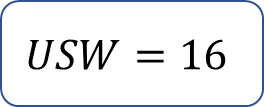 USW = 16